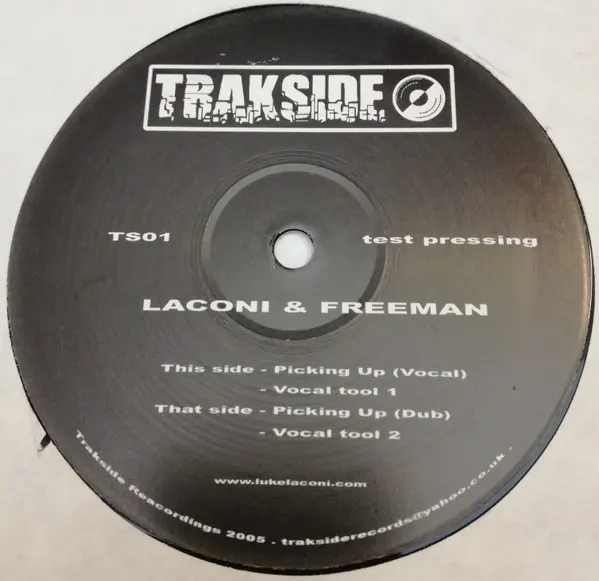 TRAKSIDE
TS01 test pressing
LACONI & FREEMAN
This side - Picking Up (Vocal)
- Vocal tool 1
That side - Picking Up (Dub)
- Vocal tool 2
www.lukelaconi.com
Trakside Reacordings 2005 . traksiderecords@yahoo.co.uk .